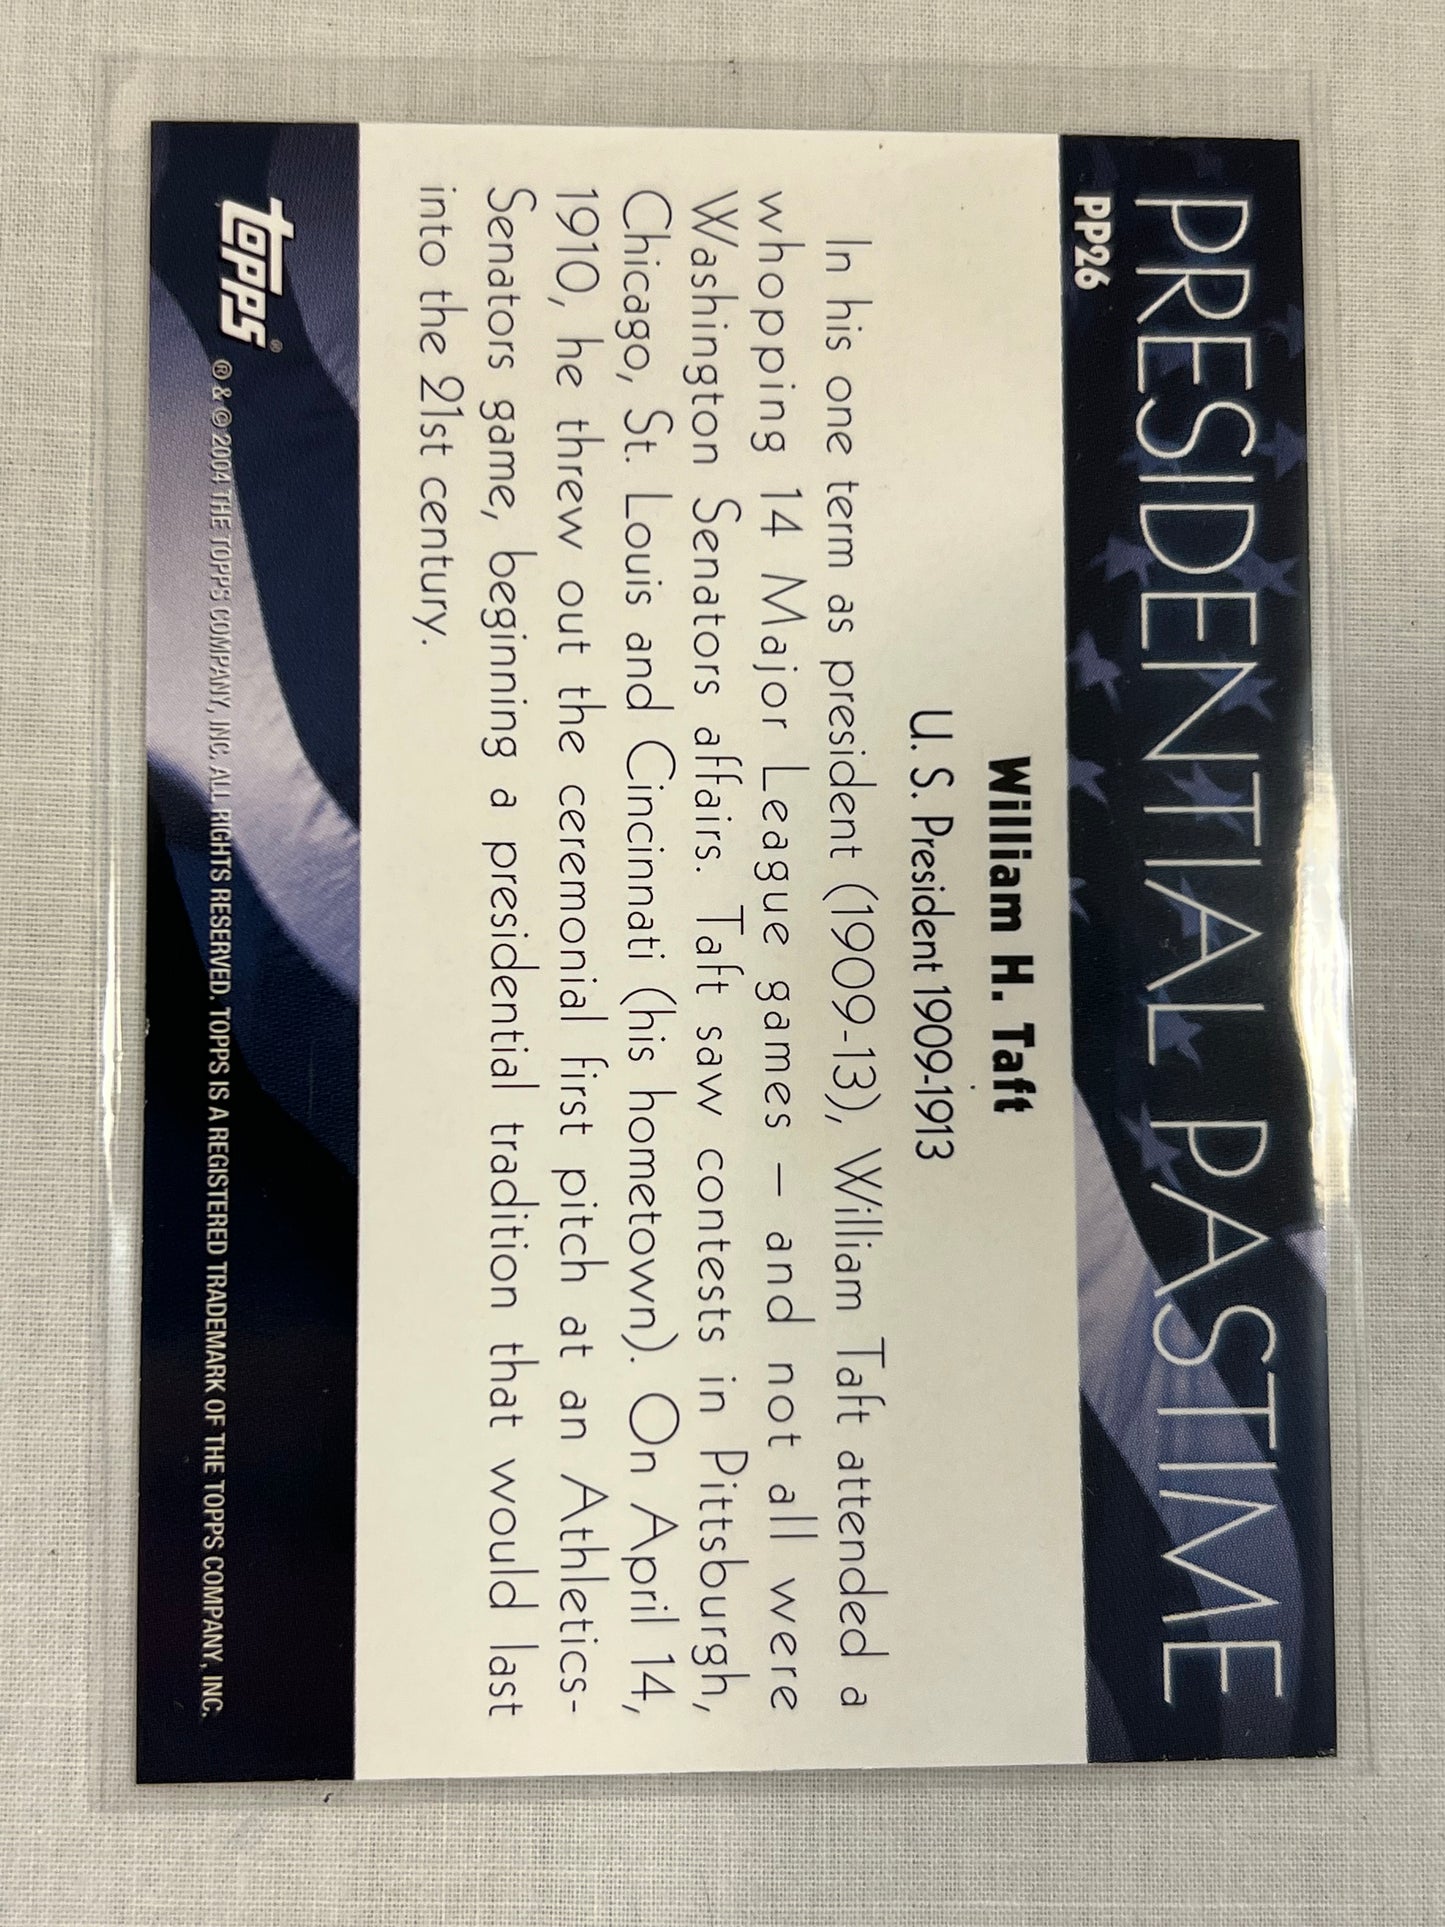 PRESIDENTIAL PASTIME
PP26
William H. Taft
U. S. President 1909-1913
In his one term as president (1909-13), William Taft attended a
whopping 14 Major League games – and not all were
Washington Senators affairs. Taft saw contests in Pittsburgh,
Chicago, St. Louis and Cincinnati (his hometown). On April 14,
1910, he threw out the ceremonial first pitch at an Athletics-
Senators game, beginning a presidential tradition that would last
into the 21st century.
topps®
® & © 2004 THE TOPPS COMPANY, INC. ALL RIGHTS RESERVED. TOPPS IS A REGISTERED TRADEMARK OF THE TOPPS COMPANY, INC.